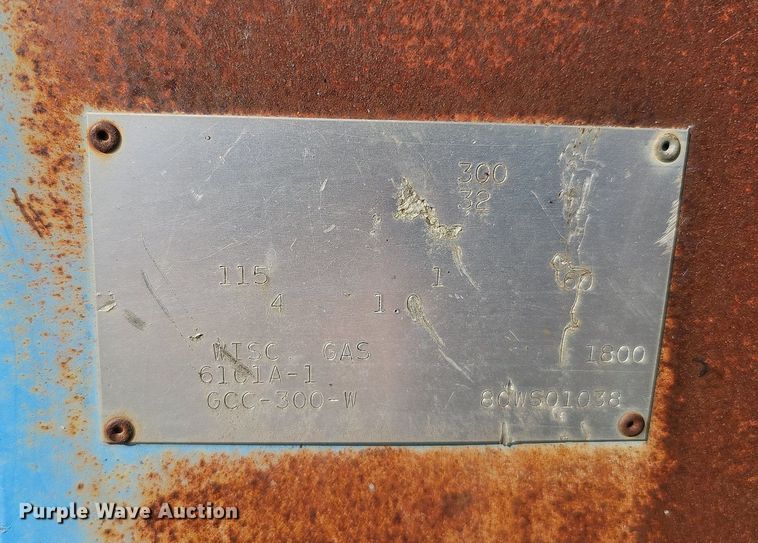 300
32
115 1 60
4 1.0
WISC. GAS 1800
6101A-1
GCC-300-W 80WS01038
Purple Wave Auction